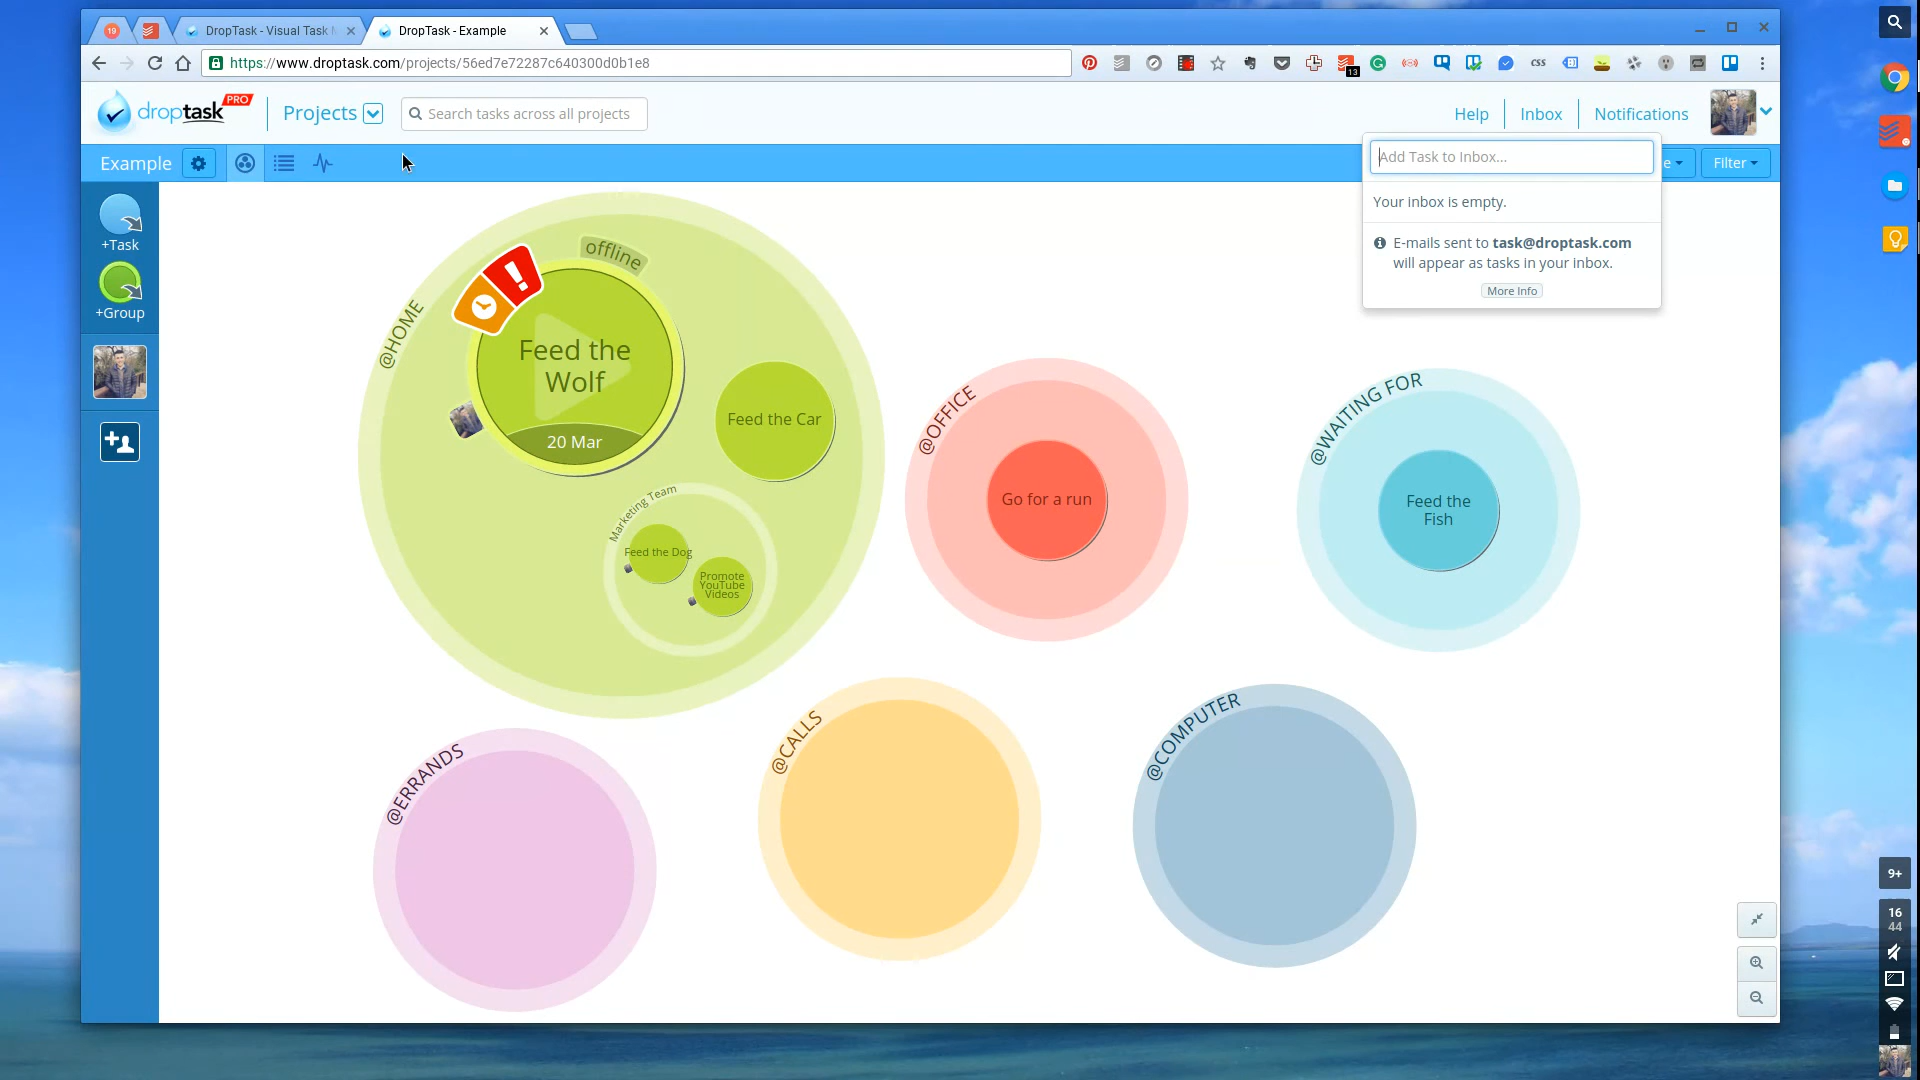 19
DropTask - Visual Task M
DropTask - Example
https://www.droptask.com/projects/56ed7e72287c640300d0b1e8
13
css
droptask PRO
Projects
Search tasks across all projects
Help
Inbox
Notifications
Example
Add Task to Inbox...
e
Filter
Your inbox is empty.
E-mails sent to task@droptask.com
will appear as tasks in your inbox.
More Info
+Task
+Group
@HOME
offline
Feed the
Wolf
20 Mar
Feed the Car
Marketing Team
Feed the Dog
Promote
YouTube
Videos
@OFFICE
Go for a run
@WAITING FOR
Feed the
Fish
@ERRANDS
@CALLS
@COMPUTER
9+
16
44